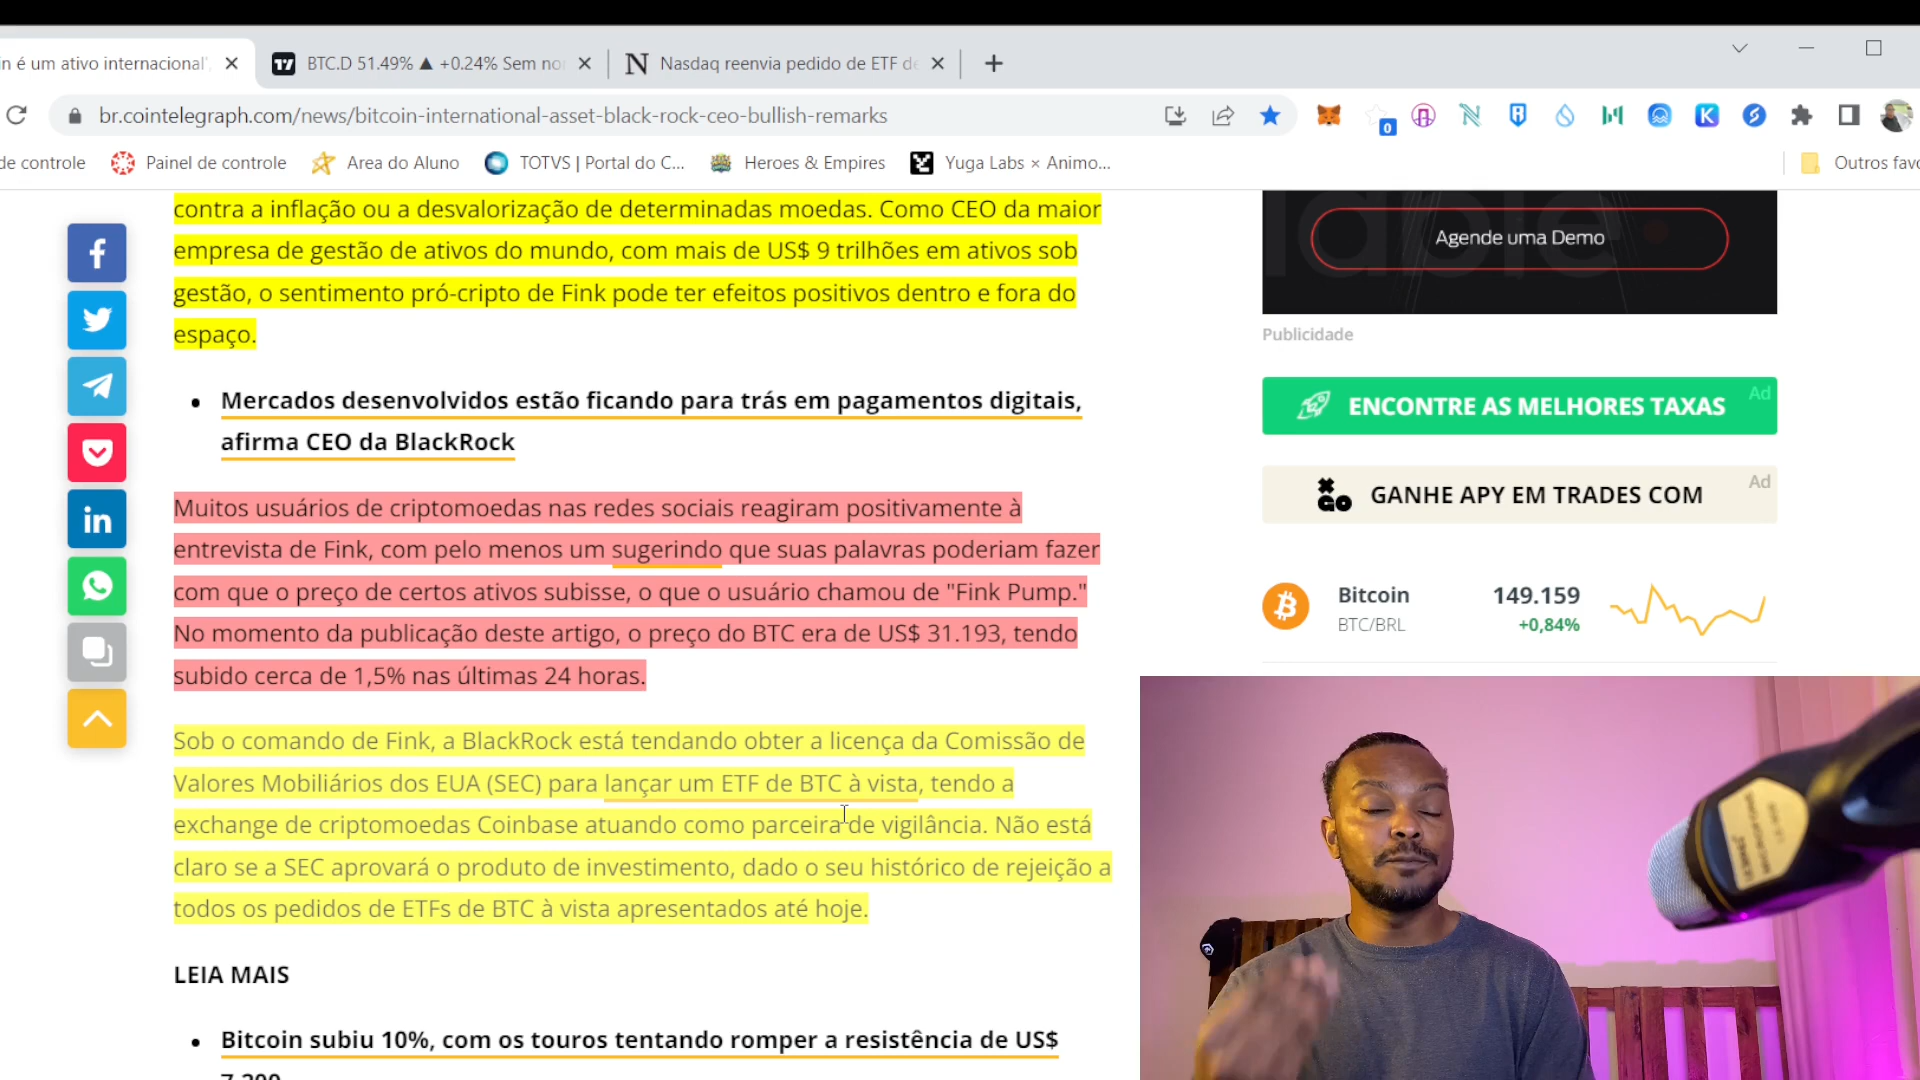 n é um ativo internacional',
BTC.D 51.49% ▲ +0.24% Sem no
Nasdaq reenvia pedido de ETF de
br.cointelegraph.com/news/bitcoin-international-asset-black-rock-ceo-bullish-remarks
0
de controle
Painel de controle
Area do Aluno
TOTVS | Portal do C...
Heroes & Empires
Yuga Labs × Animo...
Outros favo
contra a inflação ou a desvalorização de determinadas moedas. Como CEO da maior
empresa de gestão de ativos do mundo, com mais de US$ 9 trilhões em ativos sob
gestão, o sentimento pró-cripto de Fink pode ter efeitos positivos dentro e fora do
espaço.
• Mercados desenvolvidos estão ficando para trás em pagamentos digitais,
afirma CEO da BlackRock
Muitos usuários de criptomoedas nas redes sociais reagiram positivamente à
entrevista de Fink, com pelo menos um sugerindo que suas palavras poderiam fazer
com que o preço de certos ativos subisse, o que o usuário chamou de "Fink Pump."
No momento da publicação deste artigo, o preço do BTC era de US$ 31.193, tendo
subido cerca de 1,5% nas últimas 24 horas.
Sob o comando de Fink, a BlackRock está tendando obter a licença da Comissão de
Valores Mobiliários dos EUA (SEC) para lançar um ETF de BTC à vista, tendo a
exchange de criptomoedas Coinbase atuando como parceira de vigilância. Não está
claro se a SEC aprovará o produto de investimento, dado o seu histórico de rejeição a
todos os pedidos de ETFs de BTC à vista apresentados até hoje.
LEIA MAIS
• Bitcoin subiu 10%, com os touros tentando romper a resistência de US$
Agende uma Demo
Publicidade
ENCONTRE AS MELHORES TAXAS
Ad
GO
GANHE APY EM TRADES COM
Ad
Bitcoin
149.159
BTC/BRL
+0,84%